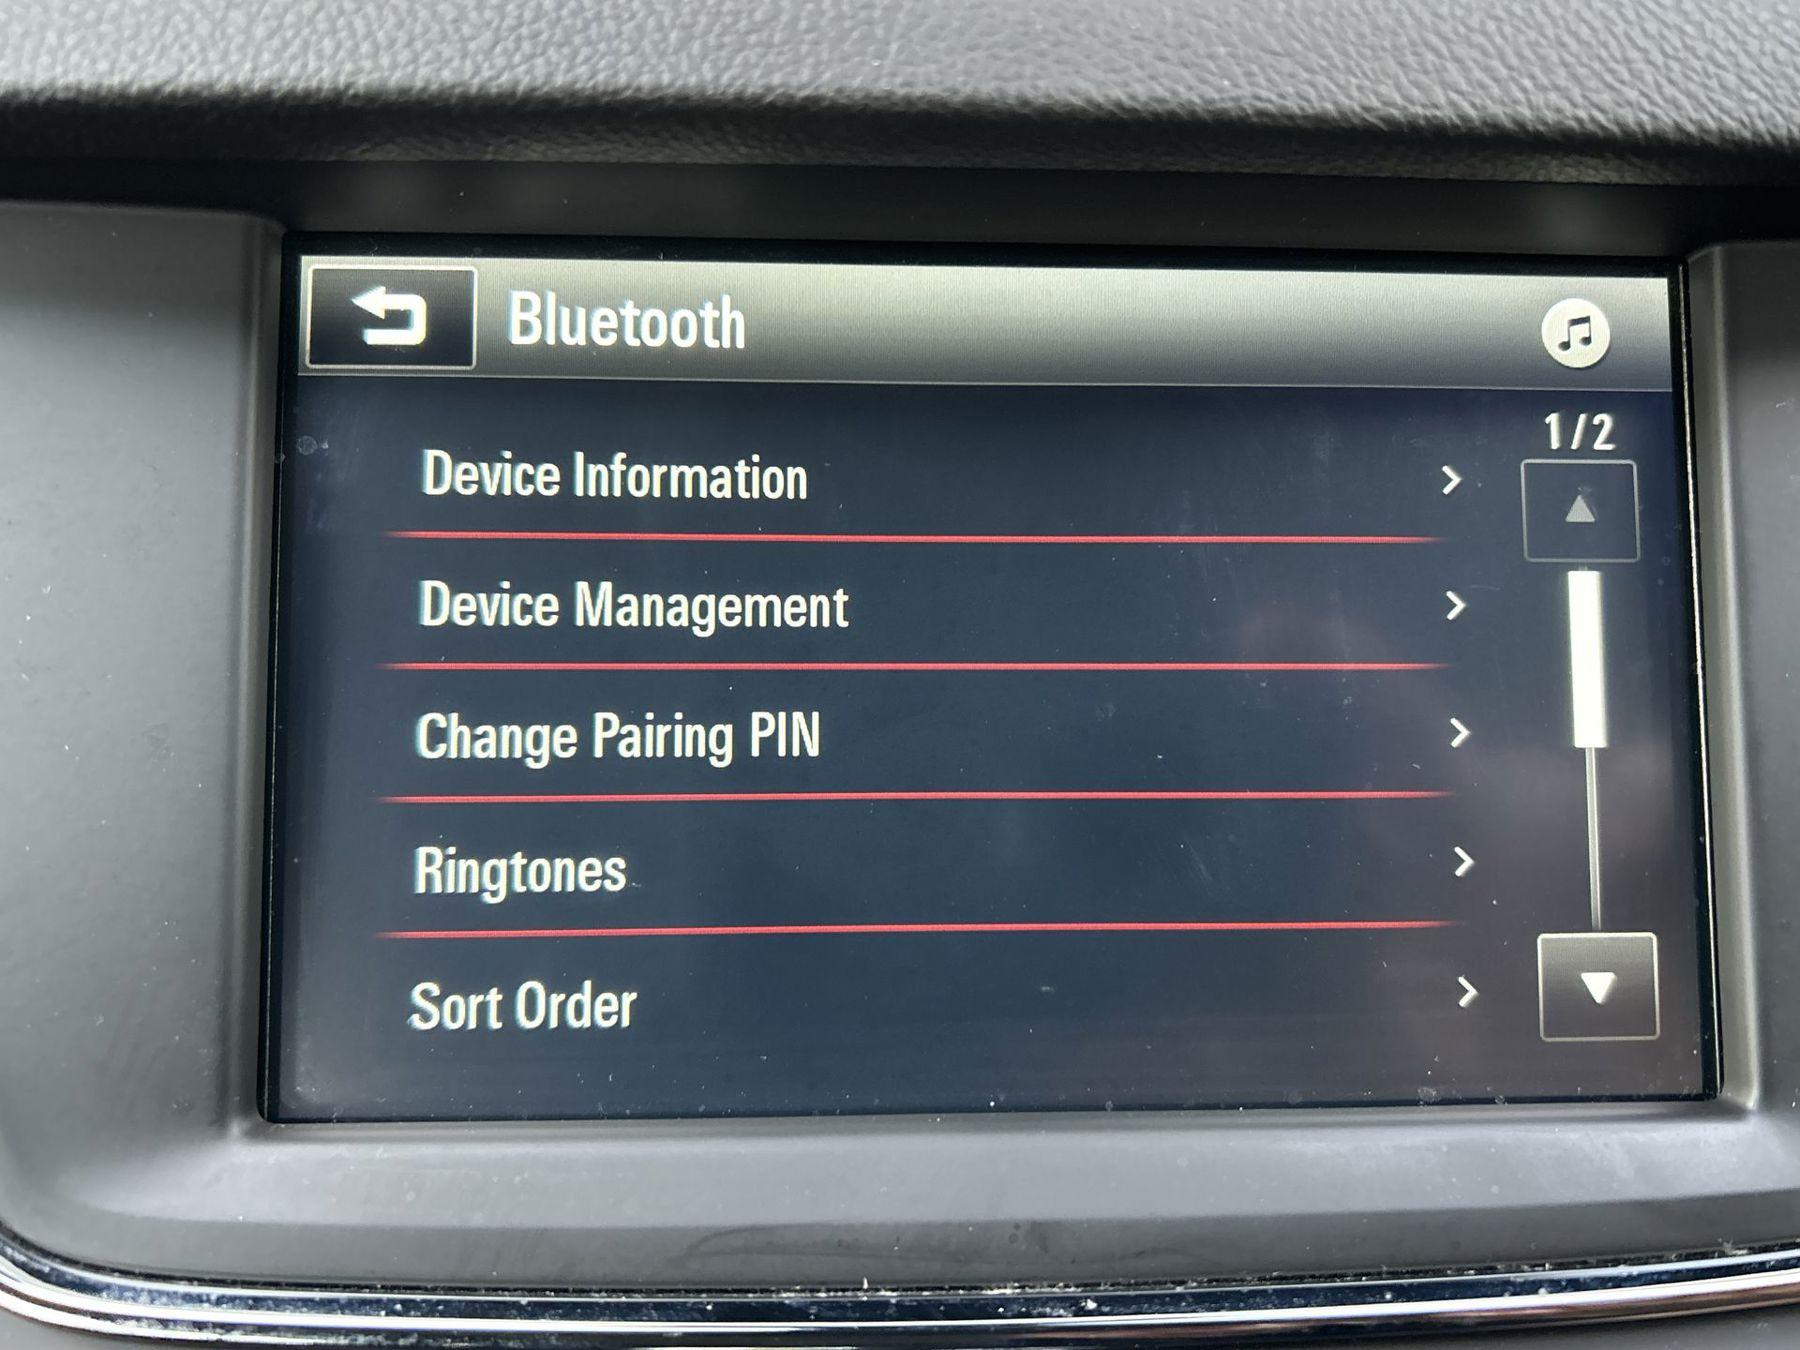 Bluetooth
1/2
Device Information
Device Management
Change Pairing PIN
Ringtones
Sort Order